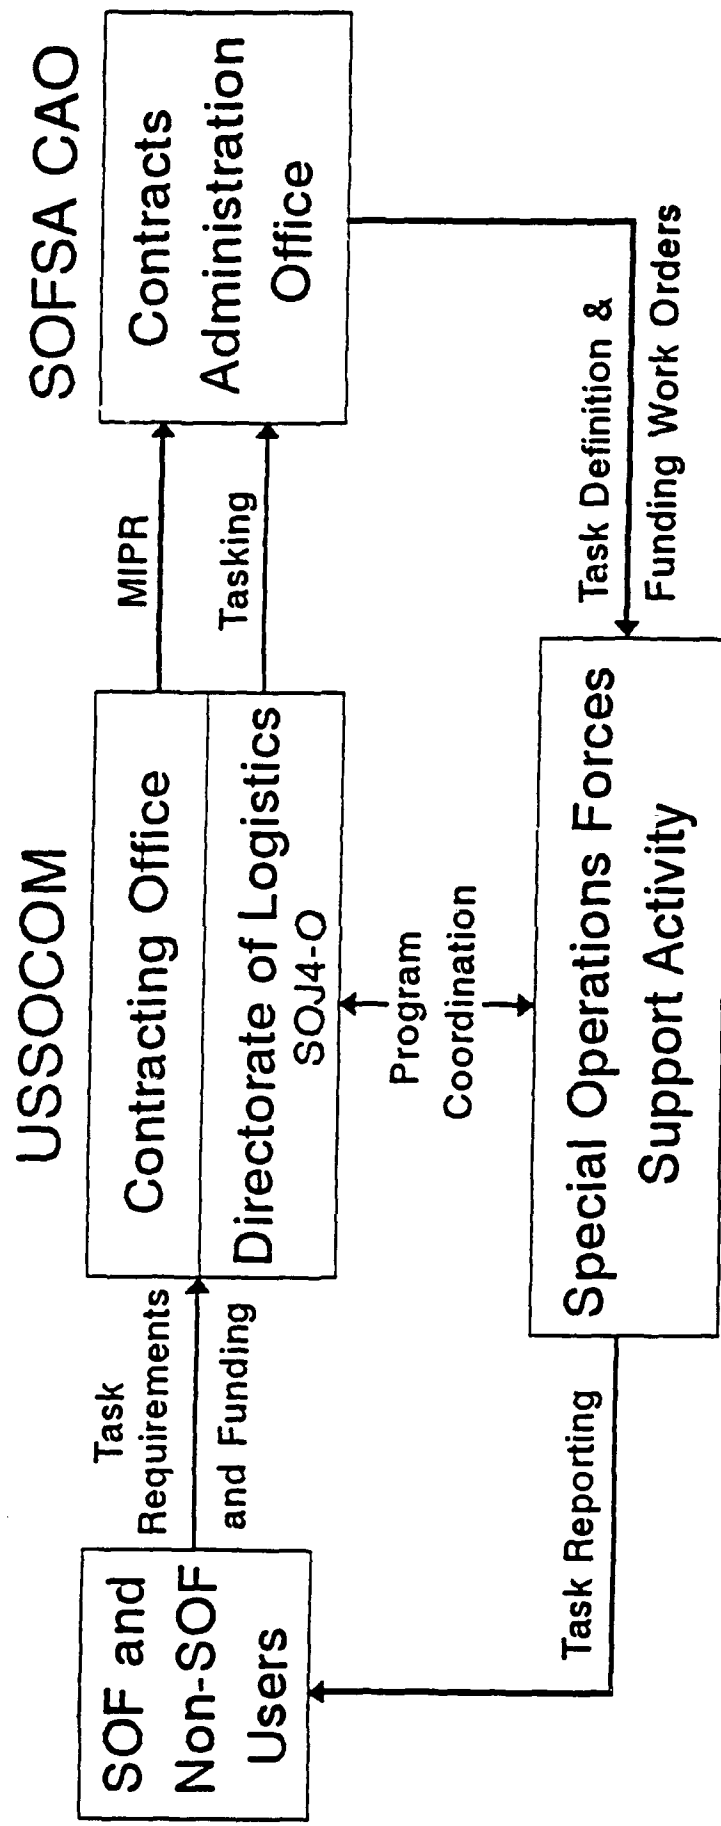 USSOCOM
SOFSA CAO
SOF and
Non-SOF
Users
Task
Requirements
and Funding
Contracting Office
Directorate of Logistics
SOJ4-O
MIPR
Tasking
Contracts
Administration
Office
Program
Coordination
Task Reporting
Special Operations Forces
Support Activity
Task Definition &
Funding Work Orders